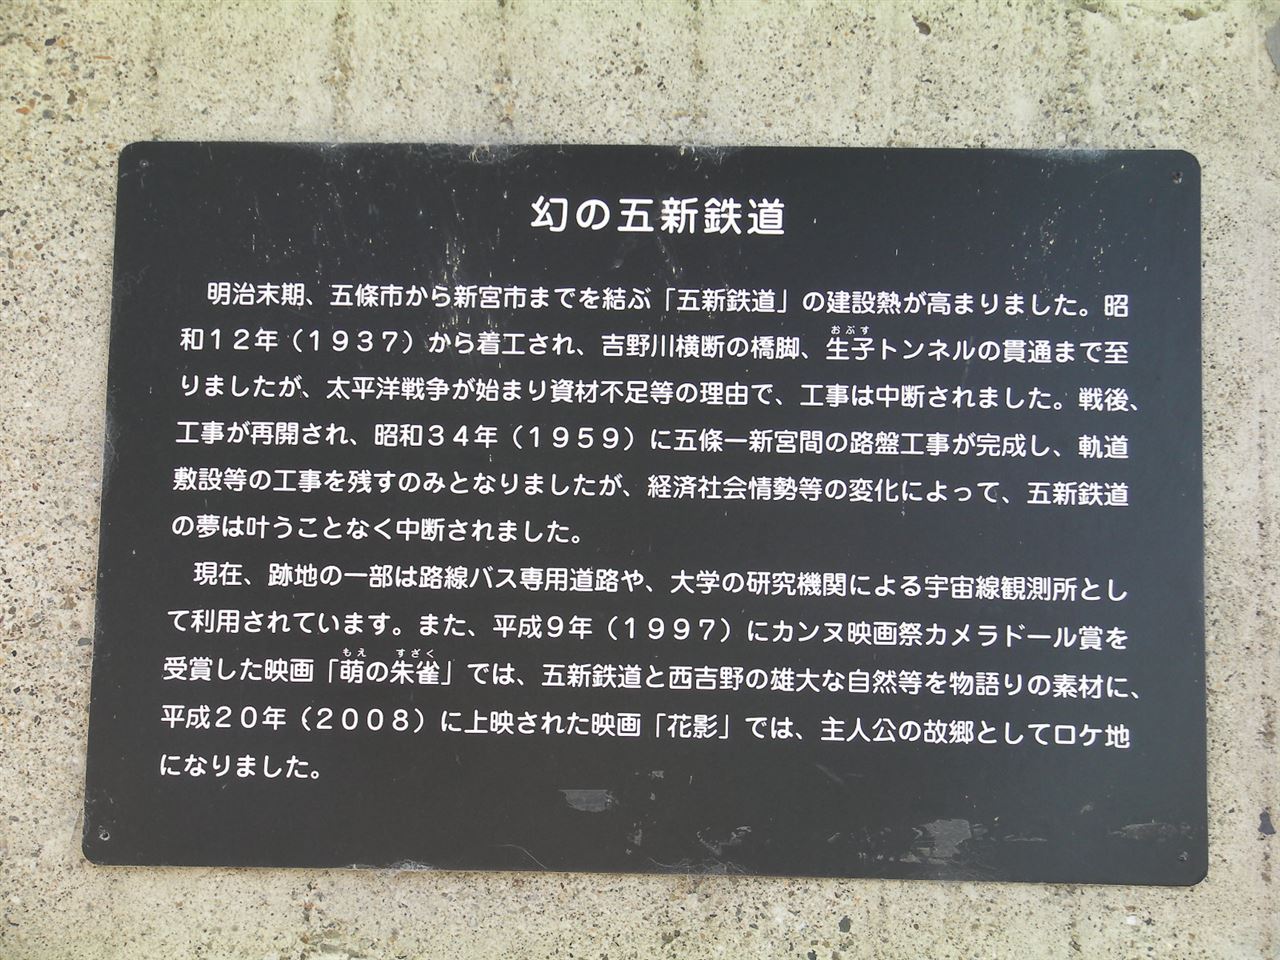 幻の五新鉄道
明治末期、五條市から新宮市までを結ぶ「五新鉄道」の建設熱が高まりました。昭
和12年（1937）から着工され、吉野川横断の橋脚、生子トンネルの貫通まで至
おぶす
りましたが、太平洋戦争が始まり資材不足等の理由で、工事は中断されました。戦後、
工事が再開され、昭和34年（1959）に五條ー新宮間の路盤工事が完成し、軌道
敷設等の工事を残すのみとなりましたが、経済社会情勢等の変化によって、五新鉄道
の夢は叶うことなく中断されました。
現在、跡地の一部は路線バス専用道路や、大学の研究機関による宇宙線観測所とし
て利用されています。また、平成9年（1997）にカンヌ映画祭カメラドール賞を
もえ すざく
受賞した映画「萌の朱雀」では、五新鉄道と西吉野の雄大な自然等を物語りの素材に、
平成20年（2008）に上映された映画「花影」では、主人公の故郷としてロケ地
になりました。